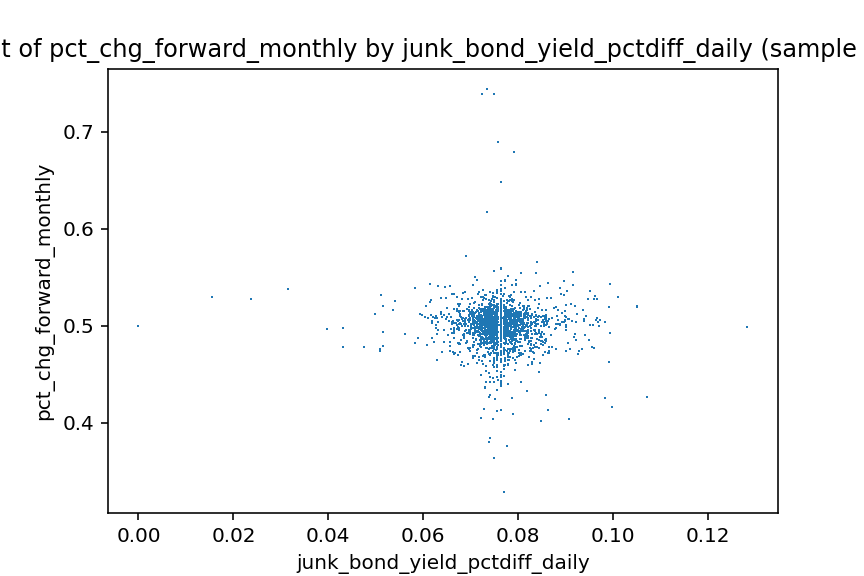 t of pct_chg_forward_monthly by junk_bond_yield_pctdiff_daily (sample
0.7
0.6
0.5
0.4
pct_chg_forward_monthly
0.00 0.02 0.04 0.06 0.08 0.10 0.12
junk_bond_yield_pctdiff_daily